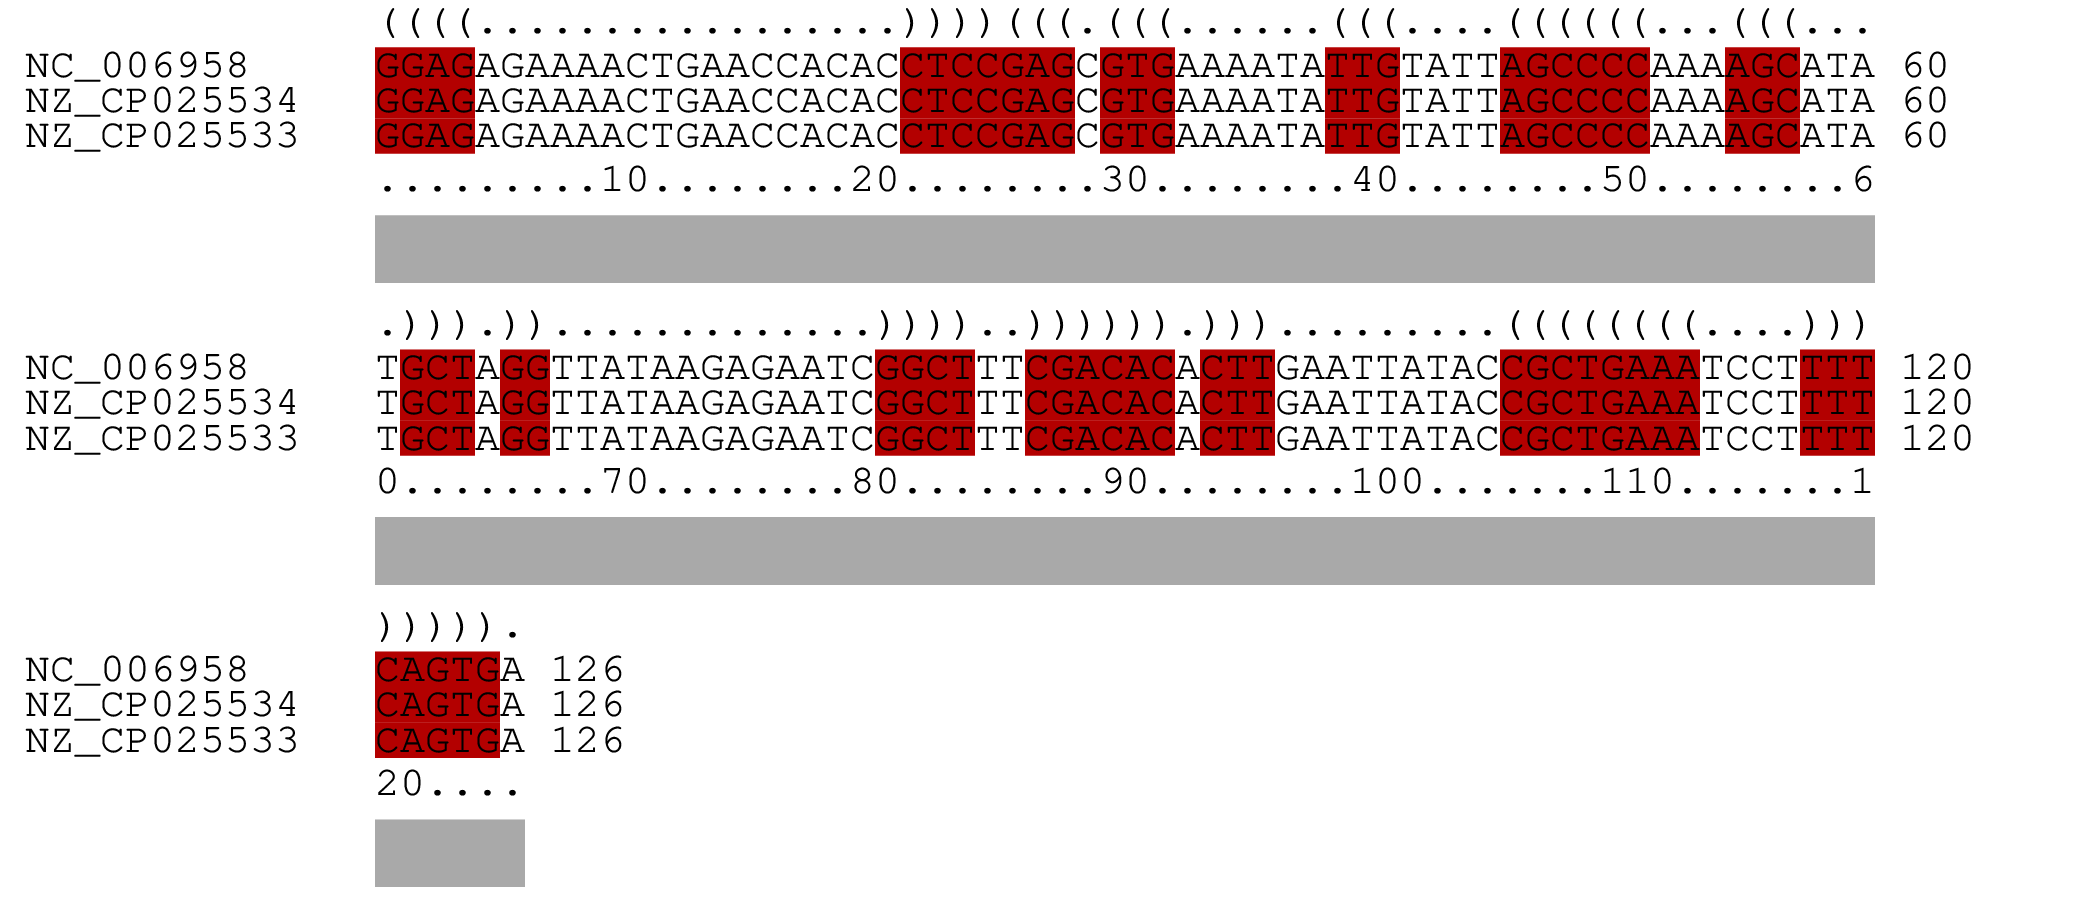 ((((.................))))(((.(((......(((....((((((...(((...
NC_006958 GGAGAGAAAACTGAACCACACCTCCGAGCGTGAAAATATTGTATTAGCCCCAAAAGCATA 60
NZ_CP025534 GGAGAGAAAACTGAACCACACCTCCGAGCGTGAAAATATTGTATTAGCCCCAAAAGCATA 60
NZ_CP025533 GGAGAGAAAACTGAACCACACCTCCGAGCGTGAAAATATTGTATTAGCCCCAAAAGCATA 60
.........10........20........30........40........50........6
.))).)).............))))..)))))).))).........((((((((....)))
NC_006958 TGCTAGGTTATAAGAGAATCGGCTTTCGACACACTTGAATTATACCGCTGAAATCCTTTT 120
NZ_CP025534 TGCTAGGTTATAAGAGAATCGGCTTTCGACACACTTGAATTATACCGCTGAAATCCTTTT 120
NZ_CP025533 TGCTAGGTTATAAGAGAATCGGCTTTCGACACACTTGAATTATACCGCTGAAATCCTTTT 120
0........70........80........90........100.......110.......1
))))).
NC_006958 CAGTGA 126
NZ_CP025534 CAGTGA 126
NZ_CP025533 CAGTGA 126
20....